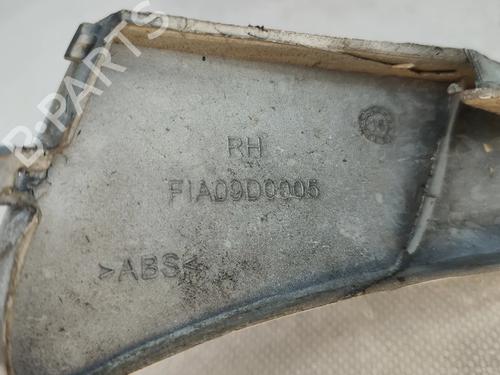 B-PARTS
RH
FIA09D0005
>ABS<